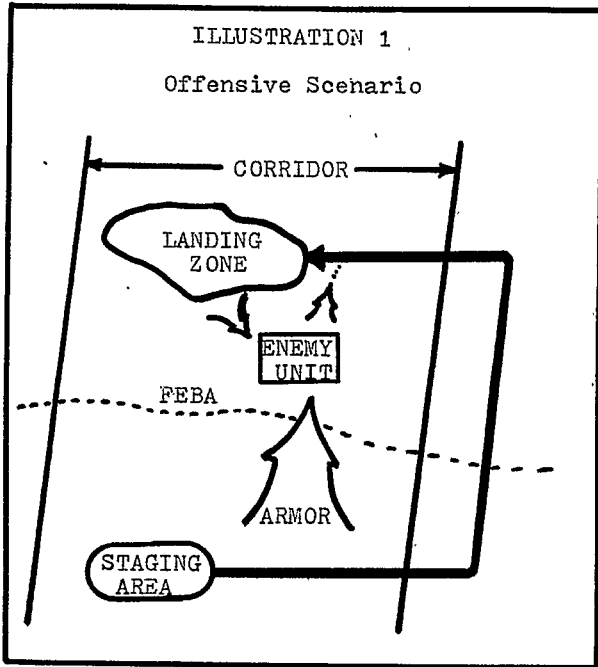 ILLUSTRATION 1
Offensive Scenario
CORRIDOR
LANDING
ZONE
ENEMY
UNIT
FEBA
ARMOR
STAGING
AREA